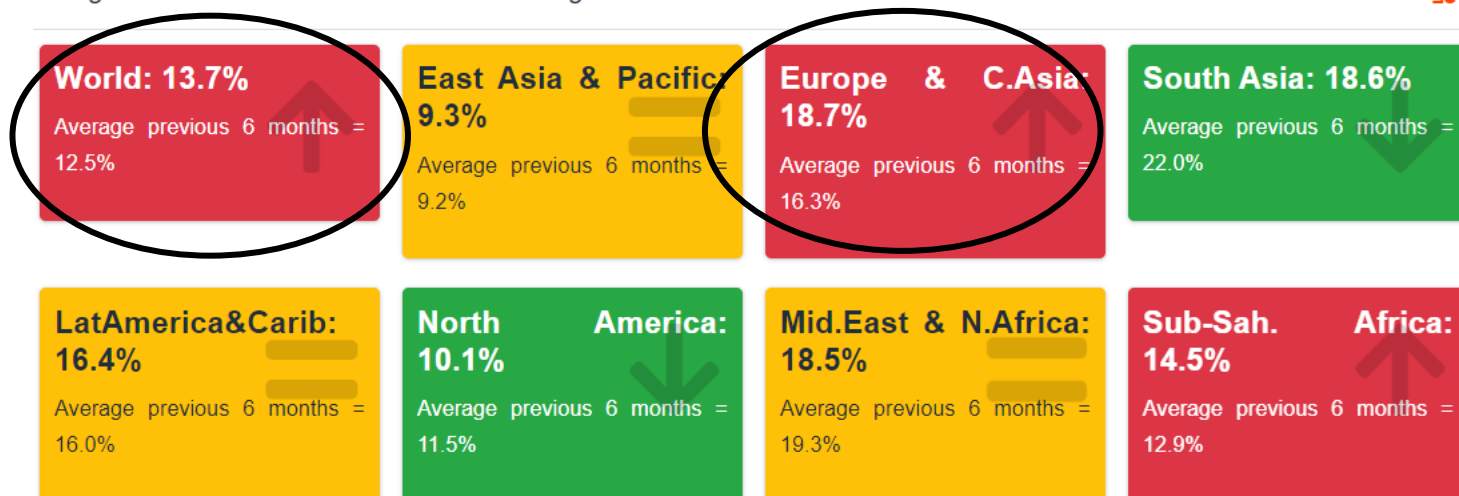 World: 13.7%
Average previous 6 months =
12.5%
East Asia & Pacific:
9.3%
Average previous 6 months =
9.2%
Europe & C.Asia:
18.7%
Average previous 6 months =
16.3%
South Asia: 18.6%
Average previous 6 months =
22.0%
LatAmerica&Carib:
16.4%
Average previous 6 months =
16.0%
North America:
10.1%
Average previous 6 months =
11.5%
Mid.East & N.Africa:
18.5%
Average previous 6 months =
19.3%
Sub-Sah. Africa:
14.5%
Average previous 6 months =
12.9%